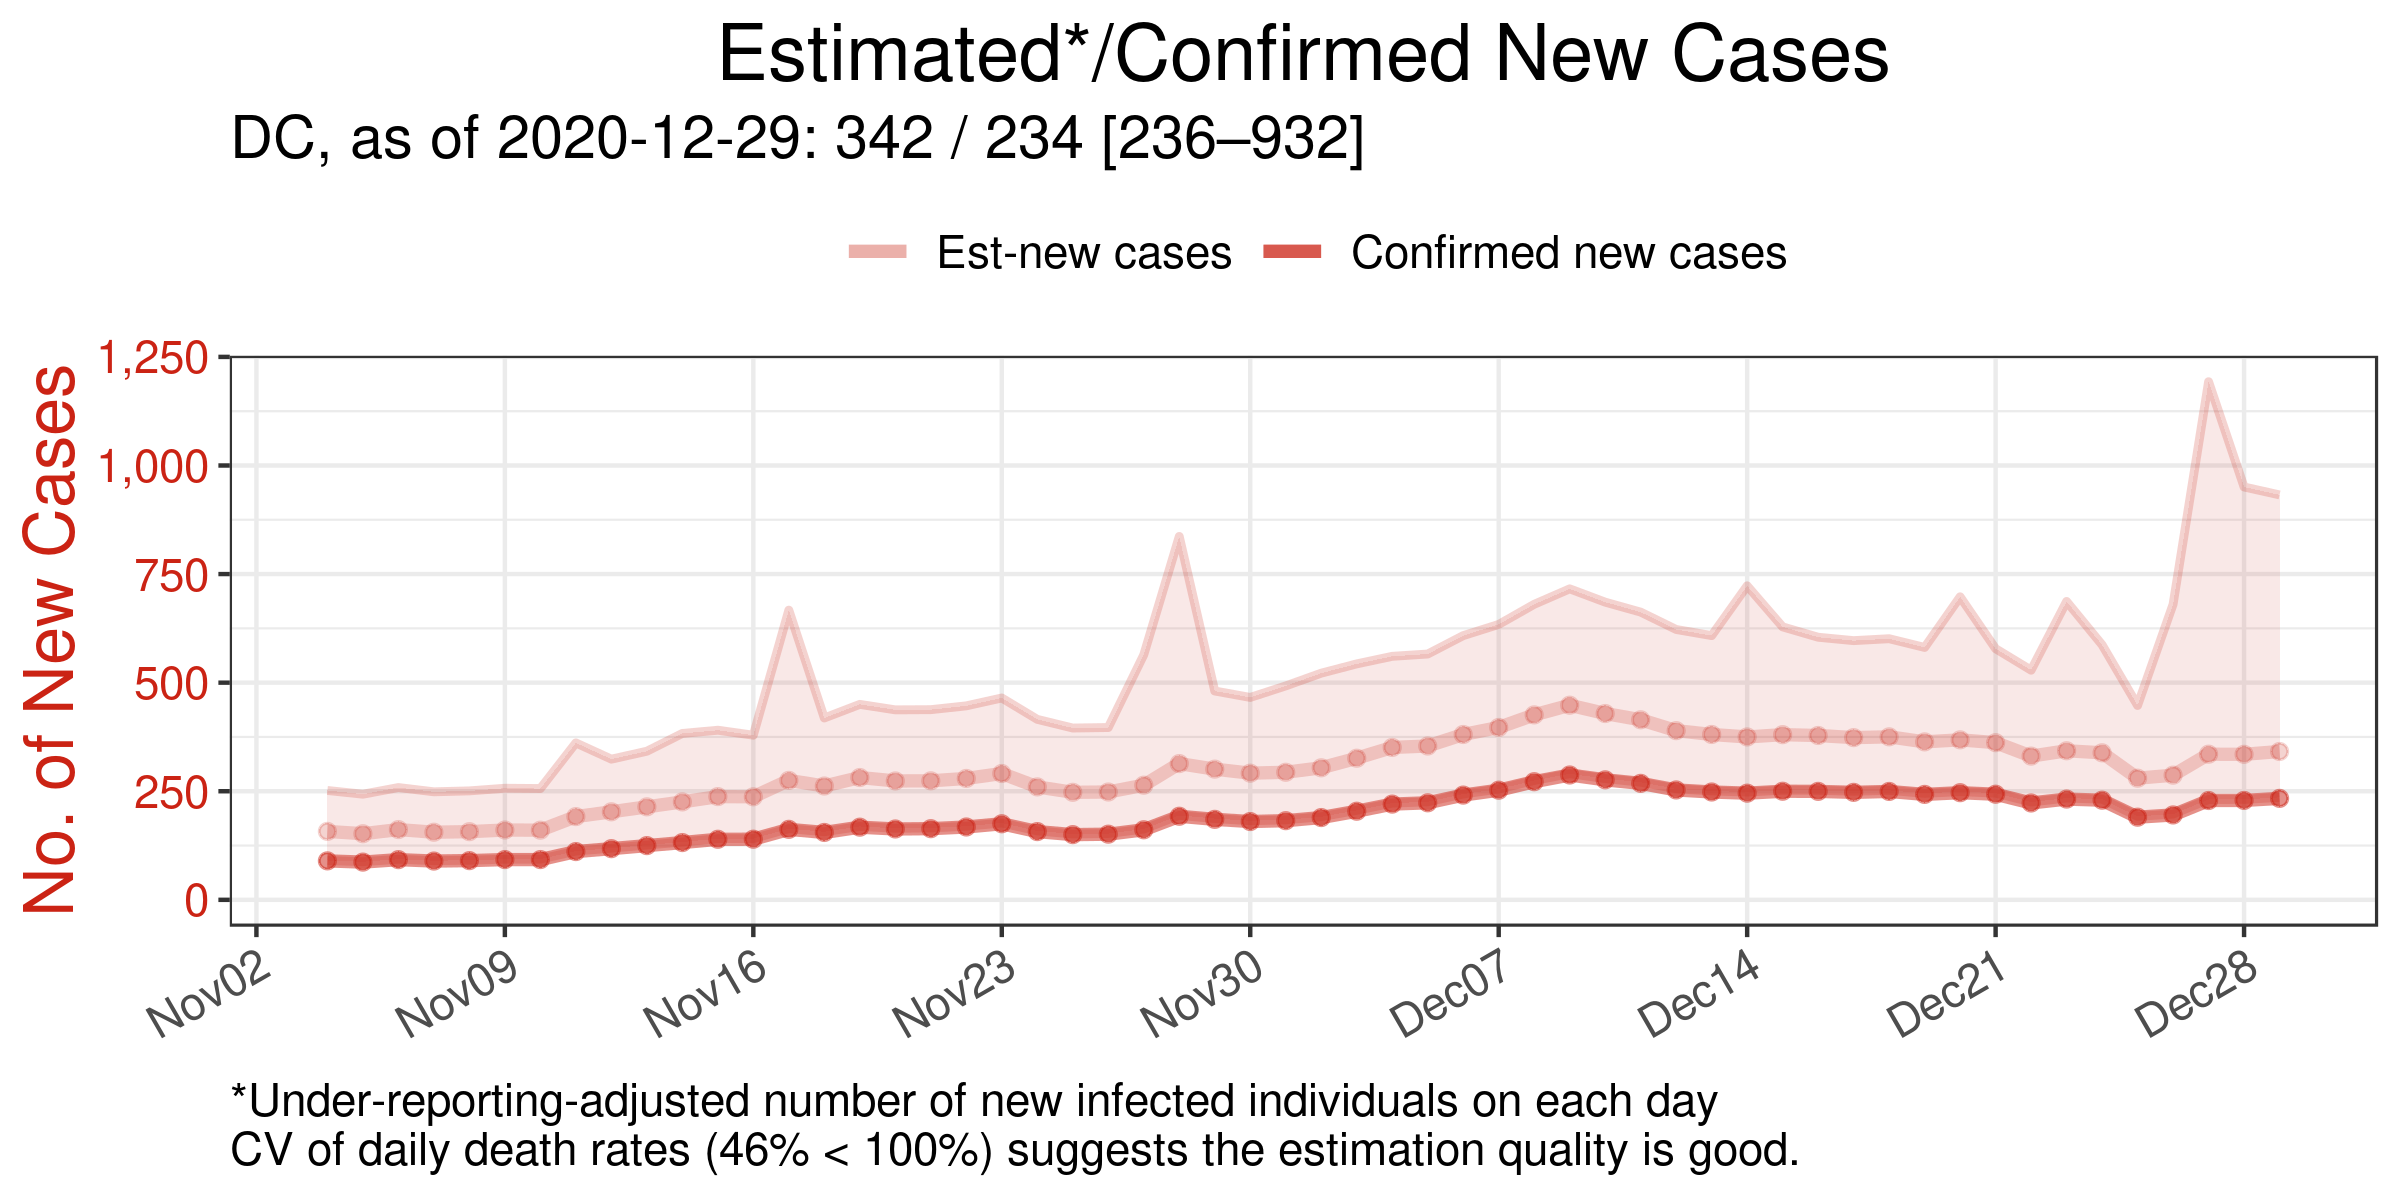 Estimated*/Confirmed New Cases
DC, as of 2020-12-29: 342 / 234 [236–932]
Est-new cases
Confirmed new cases
No. of New Cases
1,250
1,000
750
500
250
0
Nov02
Nov09
Nov16
Nov23
Nov30
Dec07
Dec14
Dec21
Dec28
*Under-reporting-adjusted number of new infected individuals on each day
CV of daily death rates (46% < 100%) suggests the estimation quality is good.